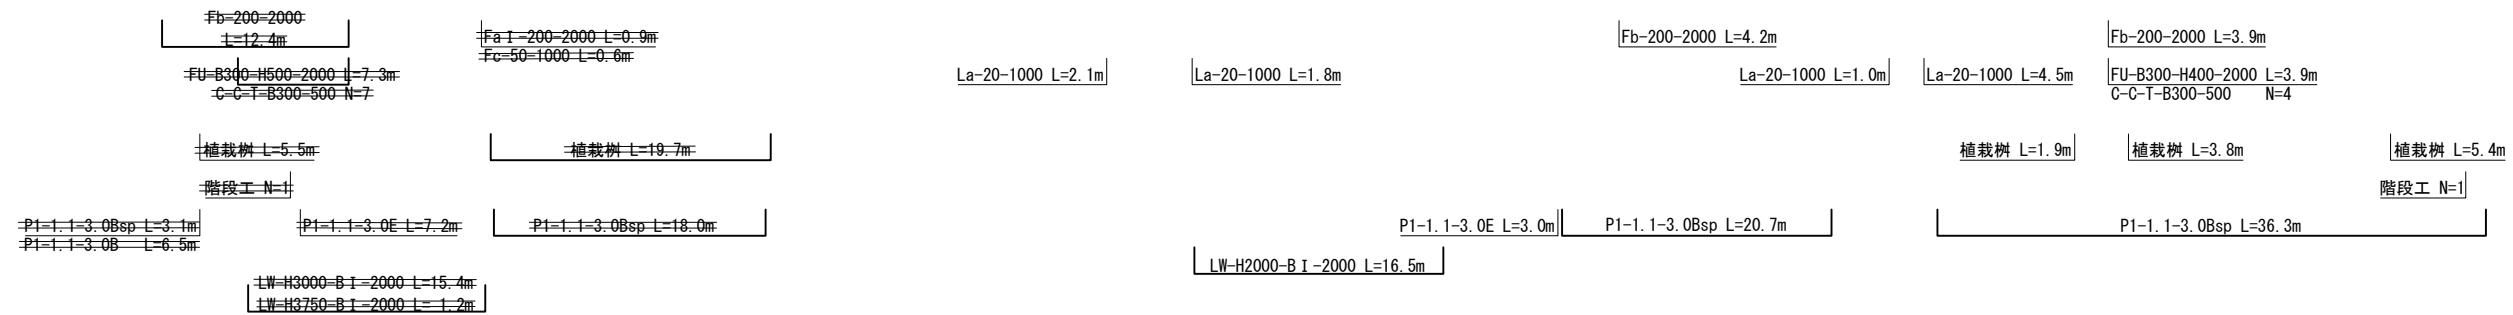 Fb-200-2000
L=12.4m
FaⅠ-200-2000 L=0.9m
Fc-50-1000 L=0.6m
Fb-200-2000 L=4.2m
Fb-200-2000 L=3.9m
FU-B300-H500-2000 L=7.3m
C-C-T-B300-500 N=7
La-20-1000 L=2.1m
La-20-1000 L=1.8m
La-20-1000 L=1.0m
La-20-1000 L=4.5m
FU-B300-H400-2000 L=3.9m
C-C-T-B300-500 N=4
植栽桝 L=5.5m
植栽桝 L=19.7m
植栽桝 L=1.9m
植栽桝 L=3.8m
植栽桝 L=5.4m
階段工 N=1
階段工 N=1
P1-1.1-3.0Bsp L=3.1m
P1-1.1-3.0B L=6.5m
P1-1.1-3.0E L=7.2m
P1-1.1-3.0Bsp L=18.0m
P1-1.1-3.0E L=3.0m
P1-1.1-3.0Bsp L=20.7m
P1-1.1-3.0Bsp L=36.3m
LW-H2000-BⅠ-2000 L=16.5m
LW-H3000-BⅠ-2000 L=15.4m
LW-H3750-BⅠ-2000 L= 1.2m